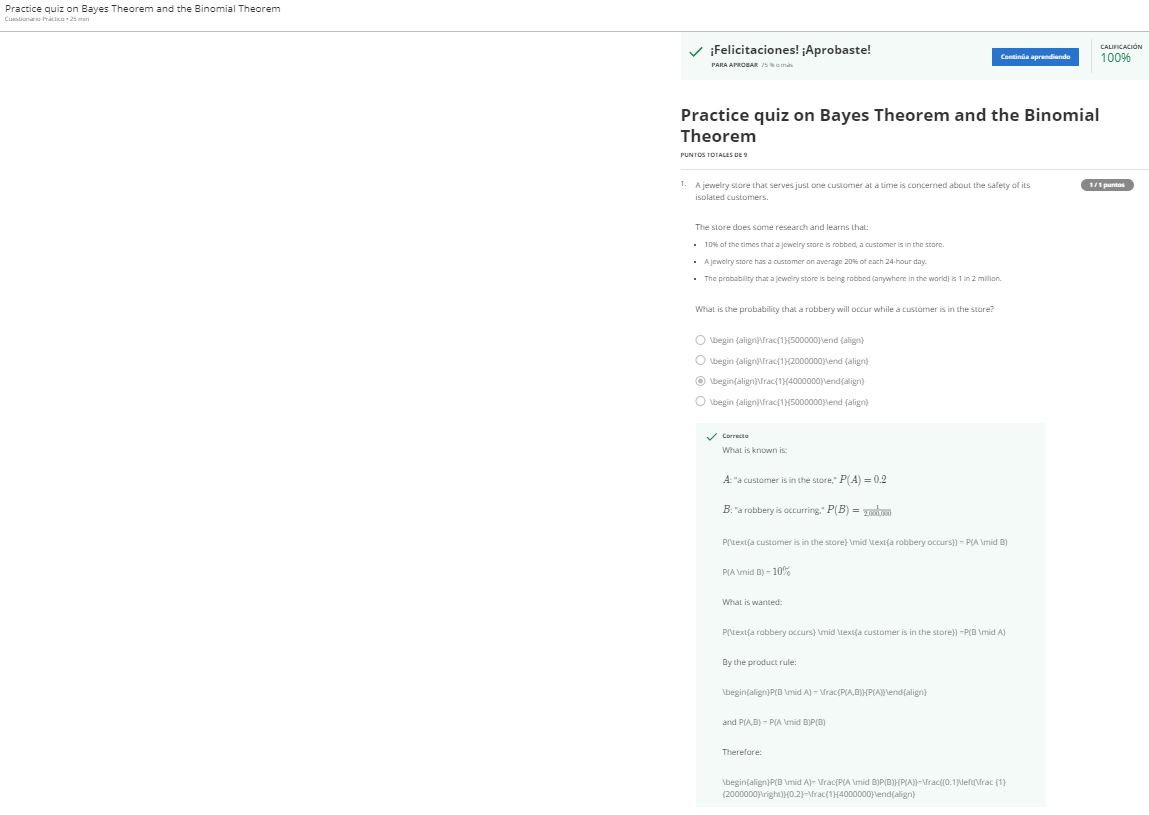 Practice quiz on Bayes Theorem and the Binomial Theorem
Cuestionario Práctico • 25 min
¡Felicitaciones! ¡Aprobaste!
PARA APROBAR 75 % o más
Continúa aprendiendo
CALIFICACIÓN
100%
Practice quiz on Bayes Theorem and the Binomial
Theorem
PUNTOS TOTALES DE 9
1. A jewelry store that serves just one customer at a time is concerned about the safety of its
isolated customers.
1 / 1 puntos
The store does some research and learns that:
• 10% of the times that a jewelry store is robbed, a customer is in the store.
• A jewelry store has a customer on average 20% of each 24-hour day.
• The probability that a jewelry store is being robbed (anywhere in the world) is 1 in 2 million.
What is the probability that a robbery will occur while a customer is in the store?
\begin {align}\frac{1}{500000}\end {align}
\begin {align}\frac{1}{2000000}\end {align}
\begin{align}\frac{1}{4000000}\end{align}
\begin {align}\frac{1}{5000000}\end {align}
Correcto
What is known is:
A: "a customer is in the store," P(A) = 0.2
B: "a robbery is occurring," P(B) = 1/2,000,000
P(\text{a customer is in the store} \mid \text{a robbery occurs}) = P(A \mid B)
P(A \mid B) = 10%
What is wanted:
P(\text{a robbery occurs} \mid \text{a customer is in the store}) =P(B \mid A)
By the product rule:
\begin{align}P(B \mid A) = \frac{P(A,B)}{P(A)}\end{align}
and P(A,B) = P(A \mid B)P(B)
Therefore:
\begin{align}P(B \mid A)= \frac{P(A \mid B)P(B)}{P(A)}=\frac{(0.1)\left(\frac {1}
{2000000}\right)}{0.2}=\frac{1}{4000000}\end{align}